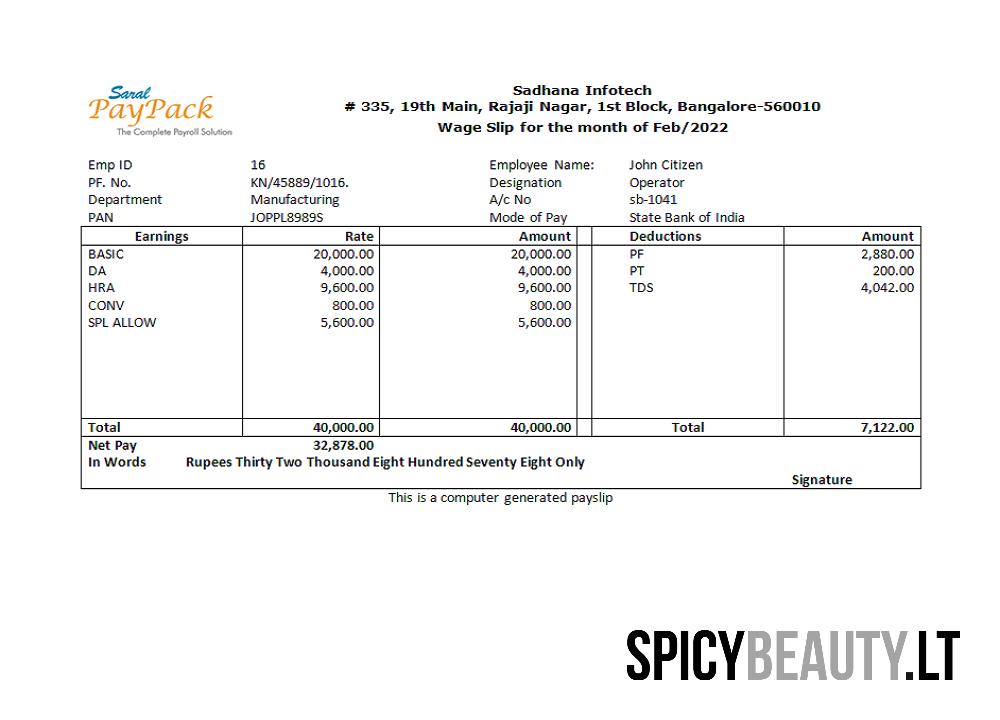 Saral
PayPack
The Complete Payroll Solution
Sadhana Infotech
# 335, 19th Main, Rajaji Nagar, 1st Block, Bangalore-560010
Wage Slip for the month of Feb/2022
Emp ID 16 Employee Name: John Citizen
PF. No. KN/45889/1016. Designation Operator
Department Manufacturing A/c No sb-1041
PAN JOPPL8989S Mode of Pay State Bank of India
Earnings Rate Amount Deductions Amount
BASIC 20,000.00 20,000.00 PF 2,880.00
DA 4,000.00 4,000.00 PT 200.00
HRA 9,600.00 9,600.00 TDS 4,042.00
CONV 800.00 800.00
SPL ALLOW 5,600.00 5,600.00
Total 40,000.00 40,000.00 Total 7,122.00
Net Pay 32,878.00
In Words Rupees Thirty Two Thousand Eight Hundred Seventy Eight Only
Signature
This is a computer generated payslip
SPICYBEAUTY.LT